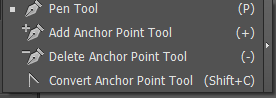 Pen Tool (P)
Add Anchor Point Tool (+)
Delete Anchor Point Tool (-)
Convert Anchor Point Tool (Shift+C)